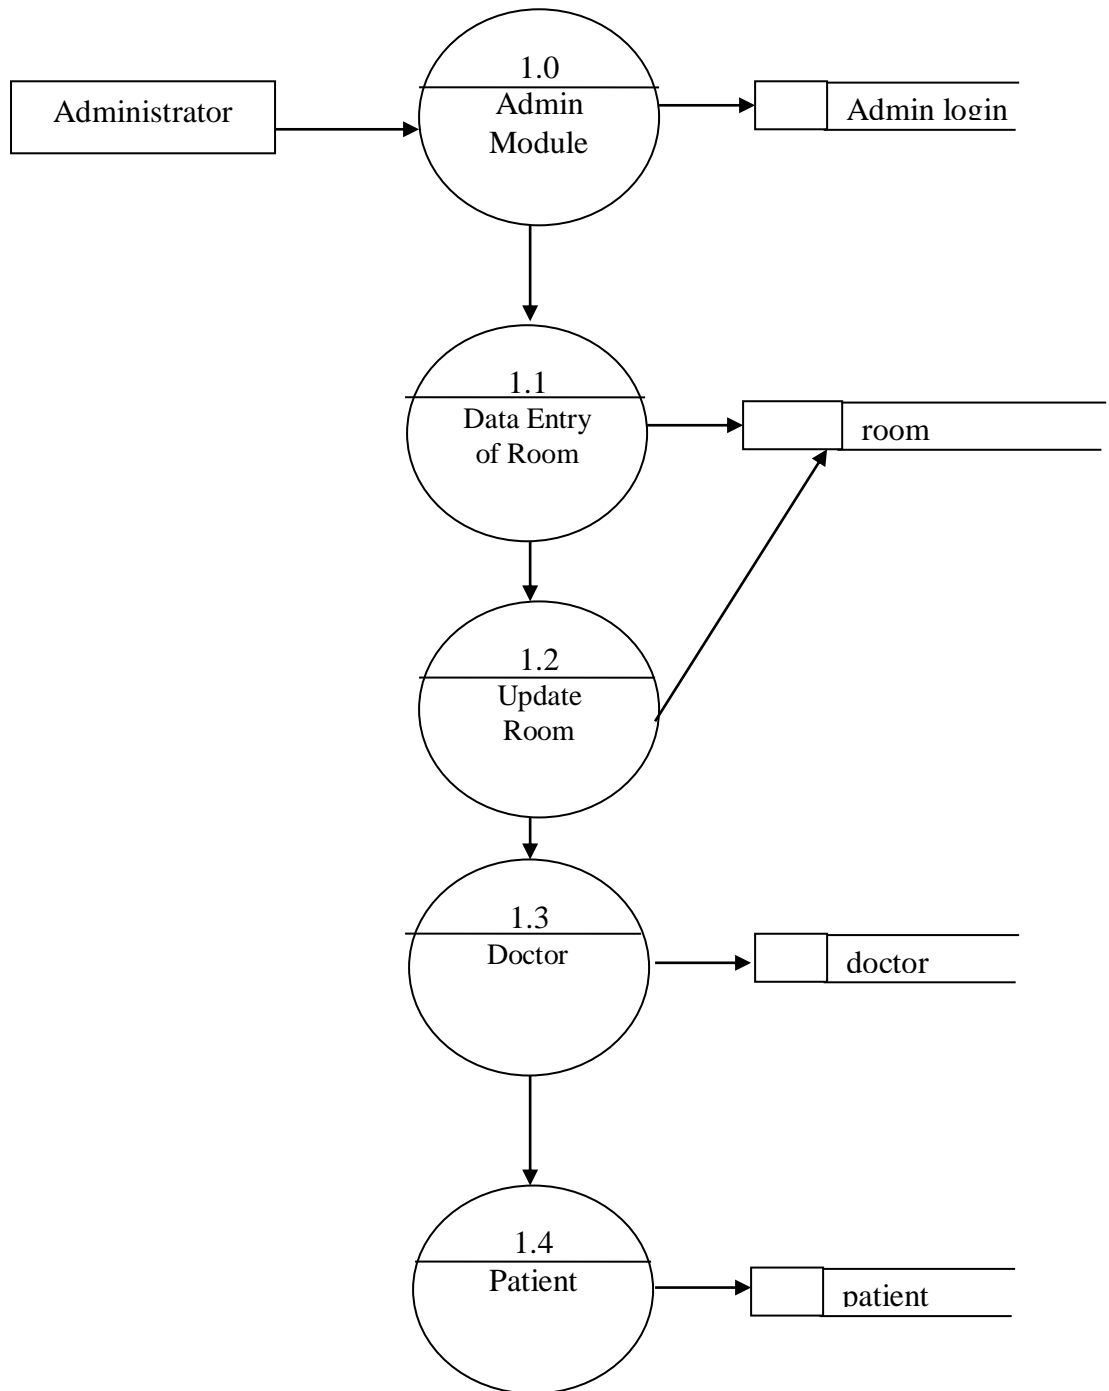 1.0
Administrator
Admin
Module
Admin login
1.1
Data Entry
of Room
room
1.2
Update
Room
1.3
Doctor
doctor
1.4
Patient
patient